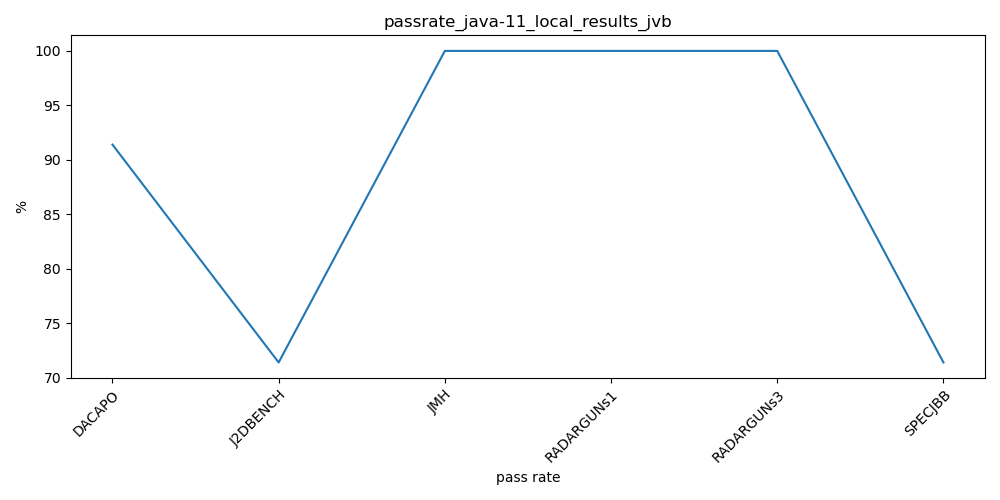 passrate_java-11_local_results_jvb
100
95
90
85
80
75
70
%
DACAPO
J2DBENCH
JMH
RADARGUNs1
RADARGUNs3
SPECJBB
pass rate